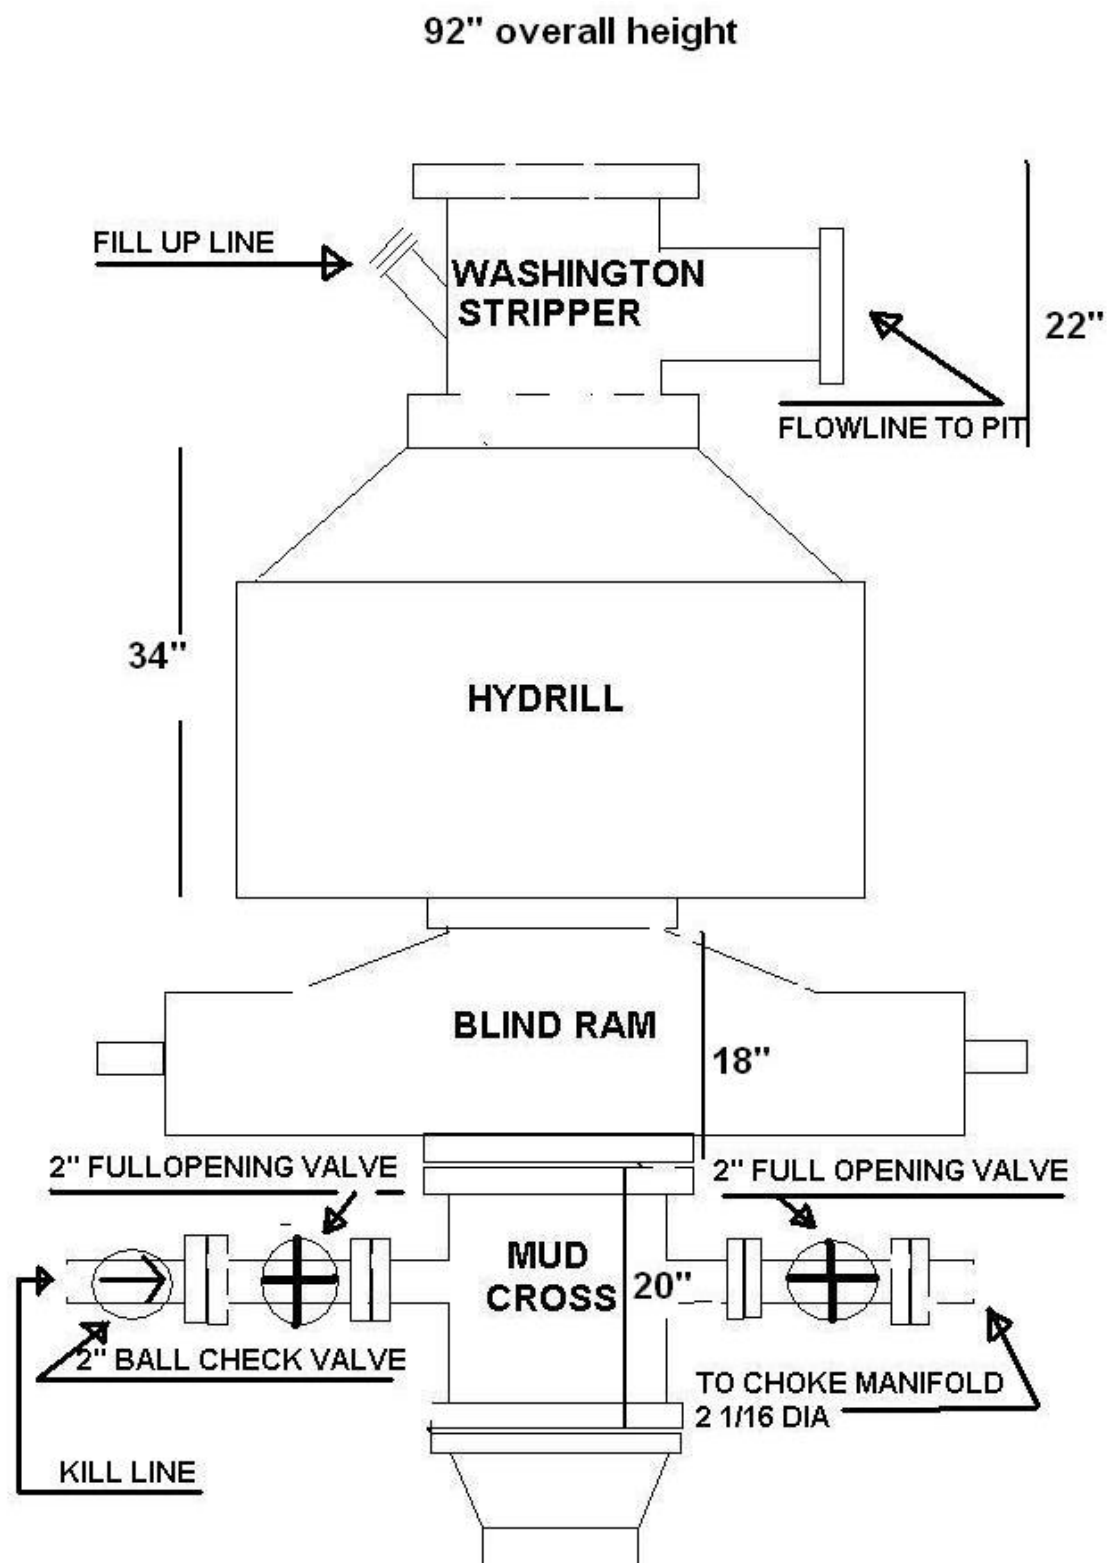 92" overall height
FILL UP LINE
WASHINGTON
STRIPPER
22"
FLOWLINE TO PIT
34"
HYDRILL
BLIND RAM
18"
2" FULLOPENING VALVE
2" FULL OPENING VALVE
MUD
CROSS
20"
2" BALL CHECK VALVE
TO CHOKE MANIFOLD
2 1/16 DIA
KILL LINE